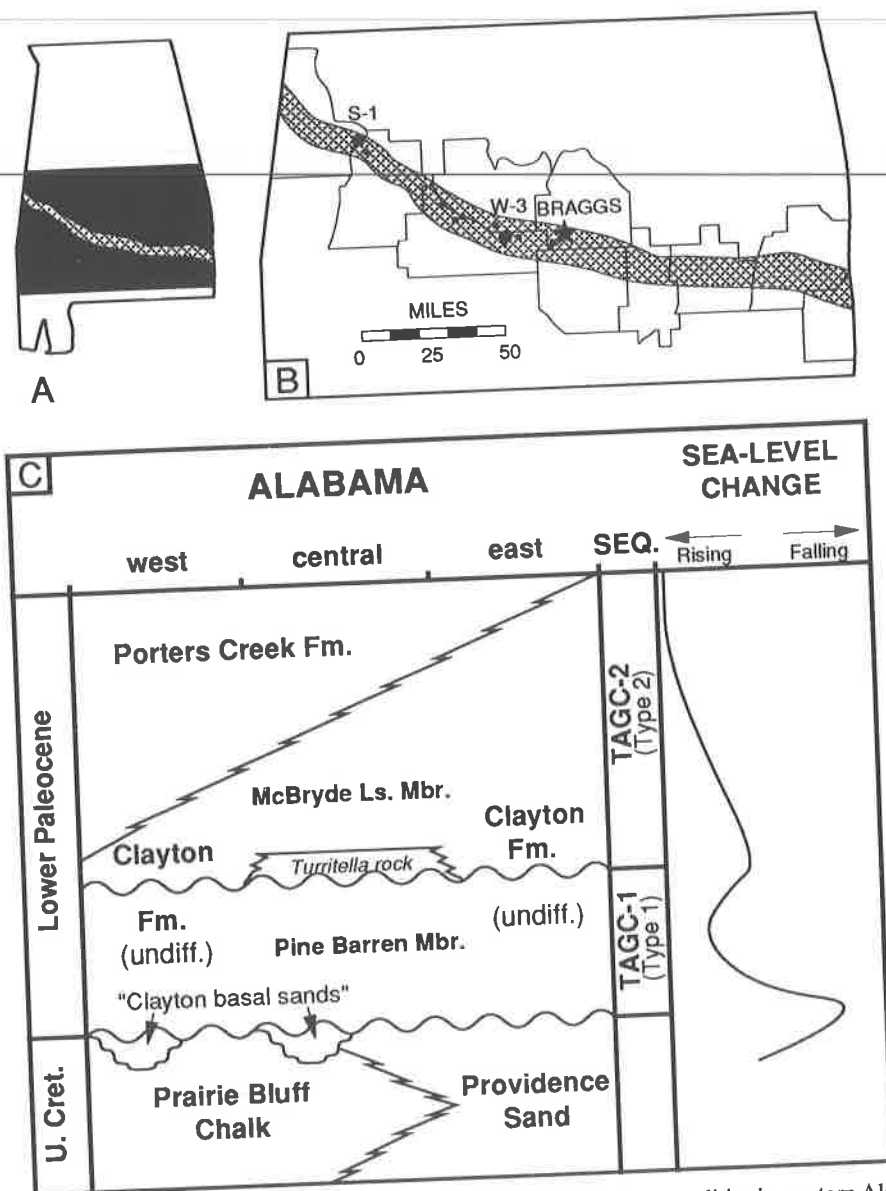 S-1
W-3 BRAGGS
MILES
0 25 50
A
B
C
ALABAMA
SEA-LEVEL
CHANGE
west central east SEQ.
Rising Falling
Lower Paleocene
Porters Creek Fm.
McBryde Ls. Mbr.
Clayton
Turritella rock
Clayton
Fm.
TAGC-2
(Type 2)
Fm.
(undiff.)
Pine Barren Mbr.
(undiff.)
TAGC-1
(Type 1)
"Clayton basal sands"
U. Cret.
Prairie Bluff
Chalk
Providence
Sand